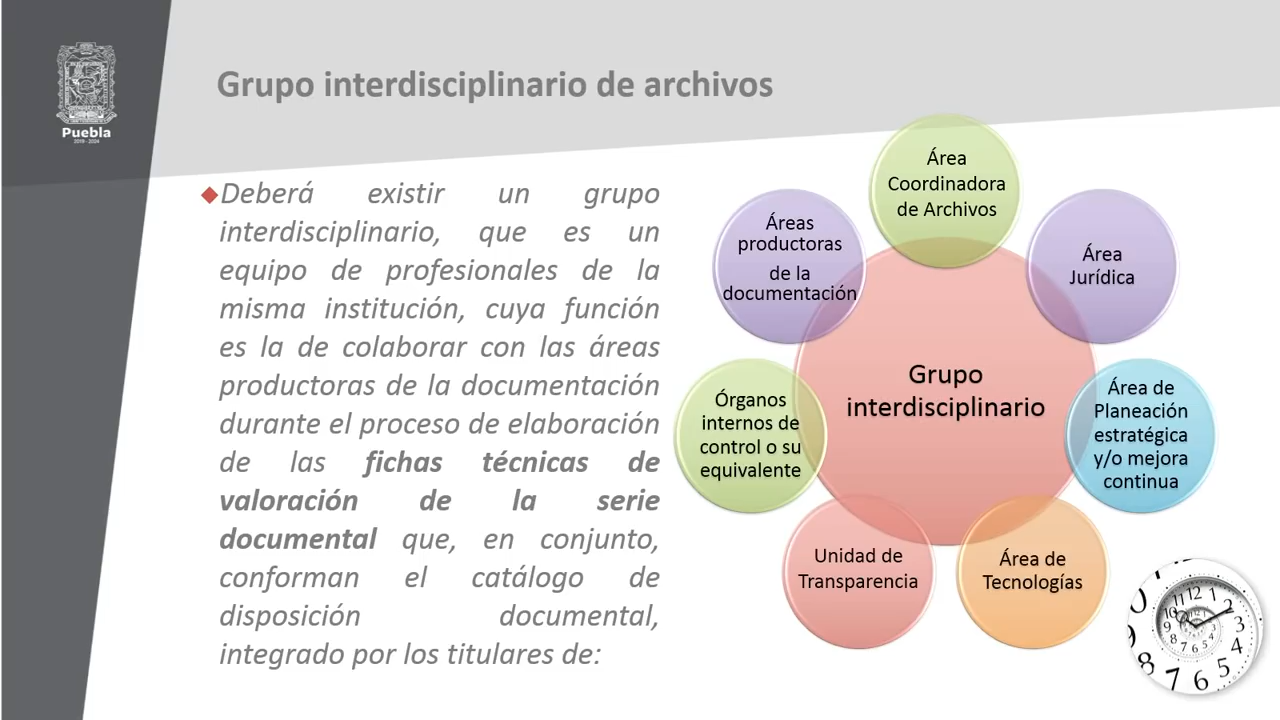 Puebla
2019 - 2024
Grupo interdisciplinario de archivos
Deberá existir un grupo
interdisciplinario, que es un
equipo de profesionales de la
misma institución, cuya función
es la de colaborar con las áreas
productoras de la documentación
durante el proceso de elaboración
de las fichas técnicas de
valoración de la serie
documental que, en conjunto,
conforman el catálogo de
disposición documental,
integrado por los titulares de:
Área
Coordinadora
de Archivos
Área
Jurídica
Área de
Planeación
estratégica
y/o mejora
continua
Área de
Tecnologías
Unidad de
Transparencia
Órganos
internos de
control o su
equivalente
Áreas
productoras
de la
documentación
Grupo
interdisciplinario